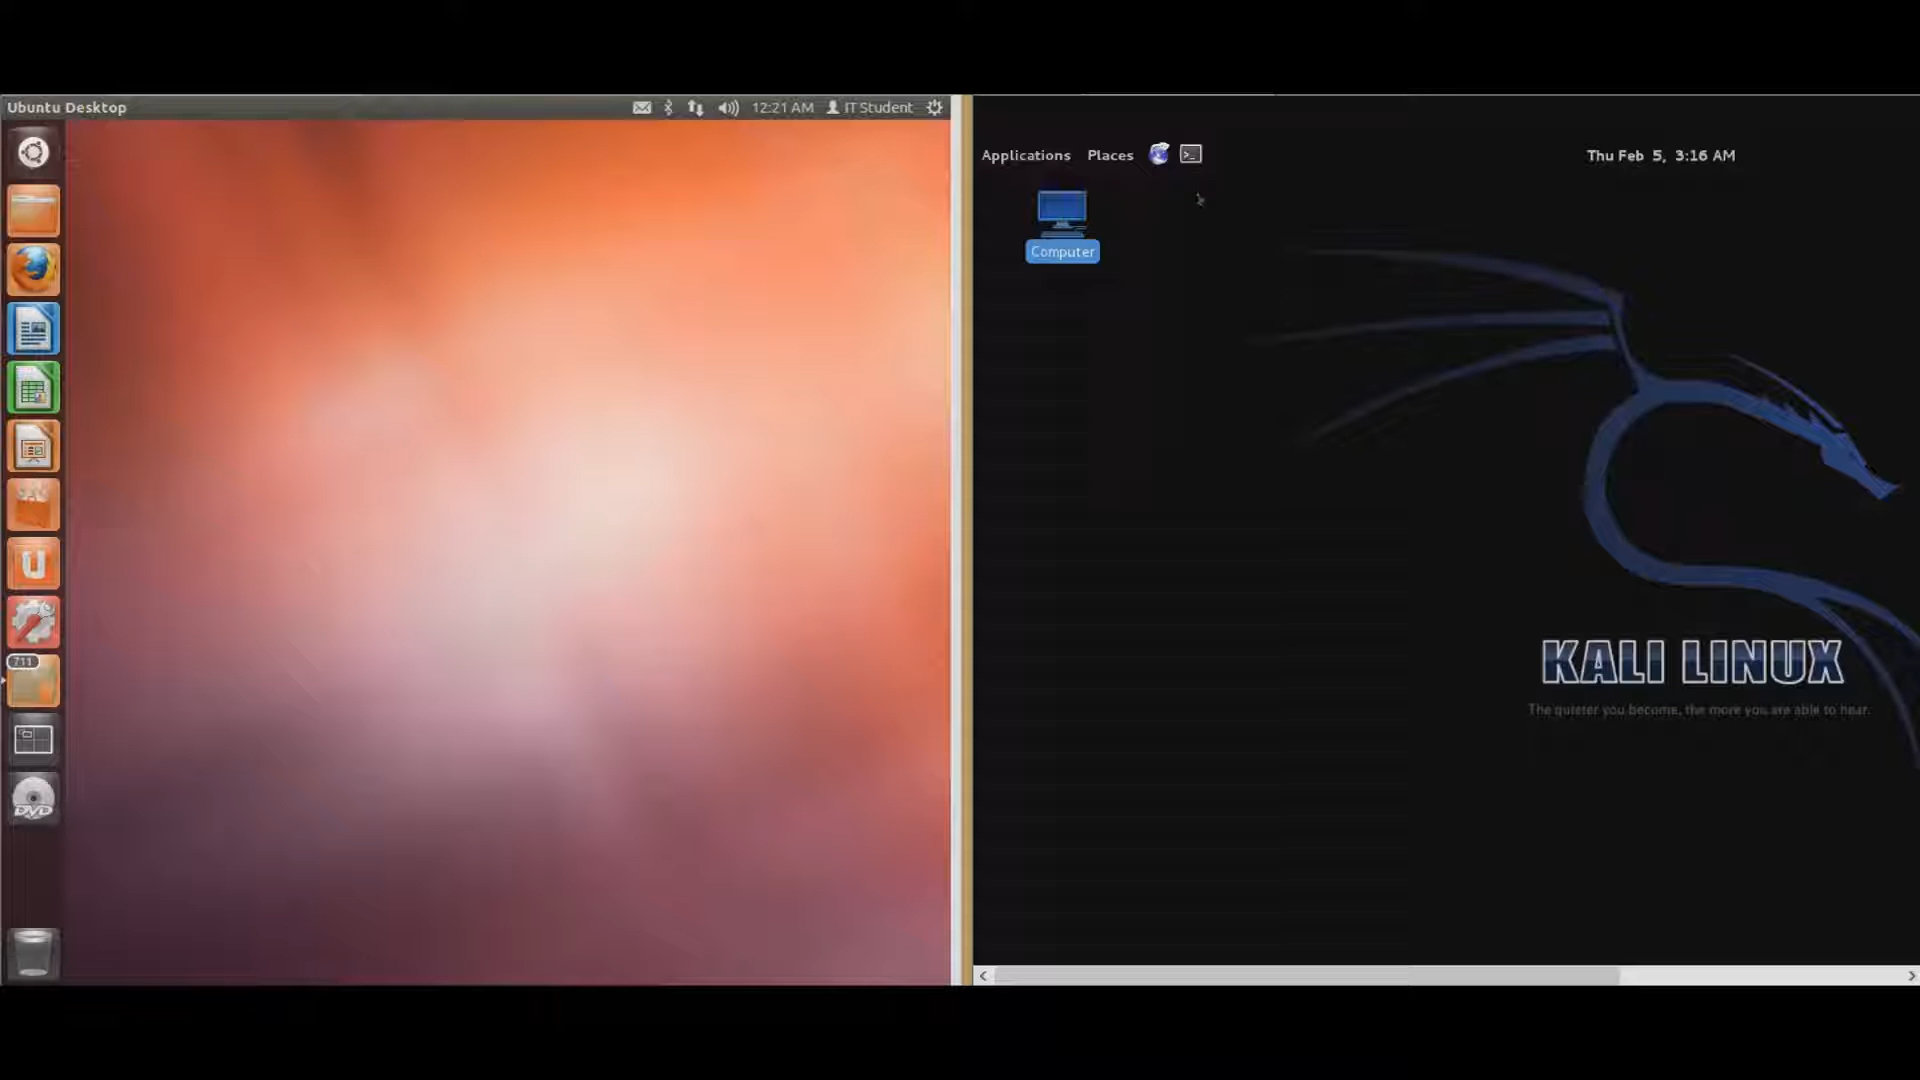 Ubuntu Desktop
12:21 AM
IT Student
711
DVD
Applications
Places
Thu Feb 5, 3:16 AM
Computer
KALI LINUX
The quieter you become, the more you are able to hear.